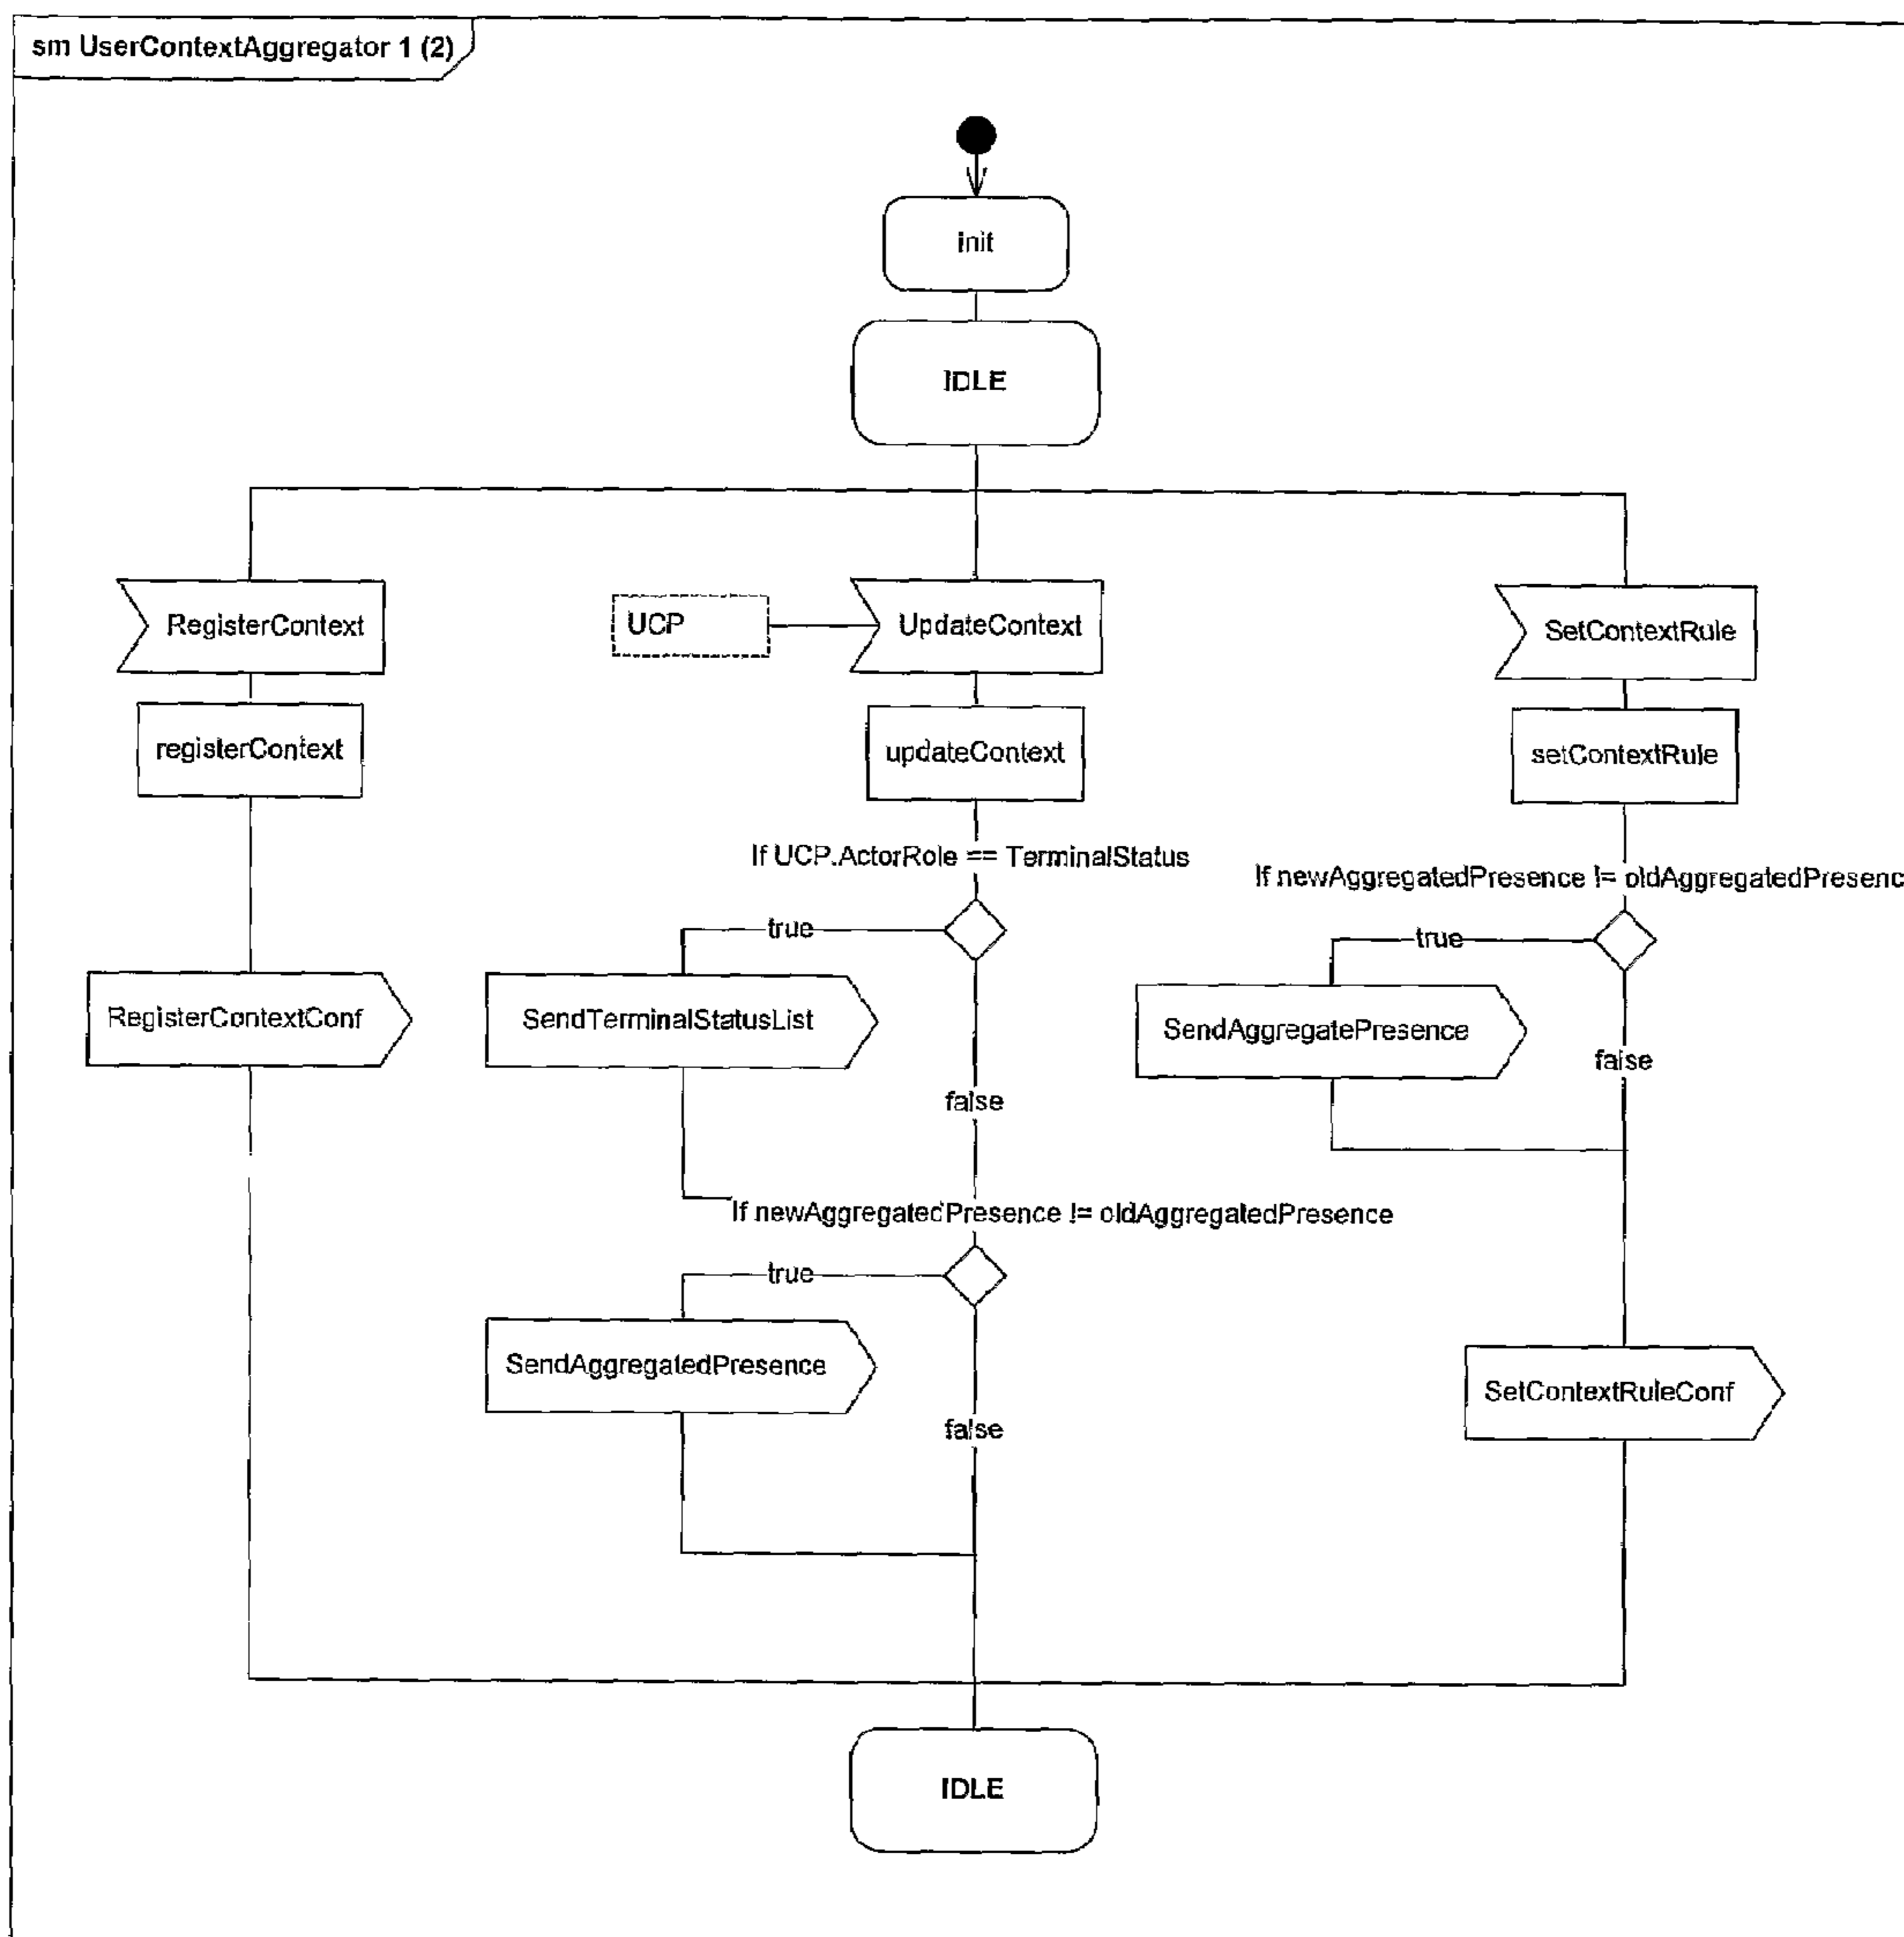 sm UserContextAggregator 1 (2)
init
IDLE
RegisterContext
UCP
UpdateContext
SetContextRule
registerContext
updateContext
setContextRule
If UCP.ActorRole == TerminalStatus
If newAggregatedPresence != oldAggregatedPresenc
true
true
RegisterContextConf
SendTerminalStatusList
SendAggregatePresence
false
false
If newAggregatedPresence != oldAggregatedPresence
true
SendAggregatedPresence
SetContextRuleConf
false
IDLE